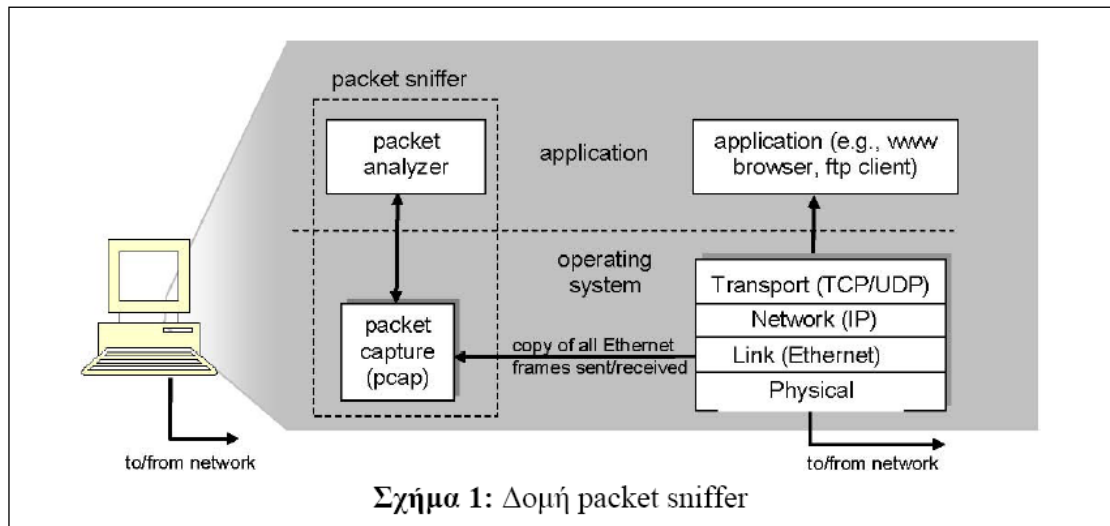 packet sniffer
packet
analyzer
application
application (e.g., www
browser, ftp client)
operating
system
packet
capture
(pcap)
copy of all Ethernet
frames sent/received
Transport (TCP/UDP)
Network (IP)
Link (Ethernet)
Physical
to/from network
to/from network
Σχήμα 1: Δομή packet sniffer